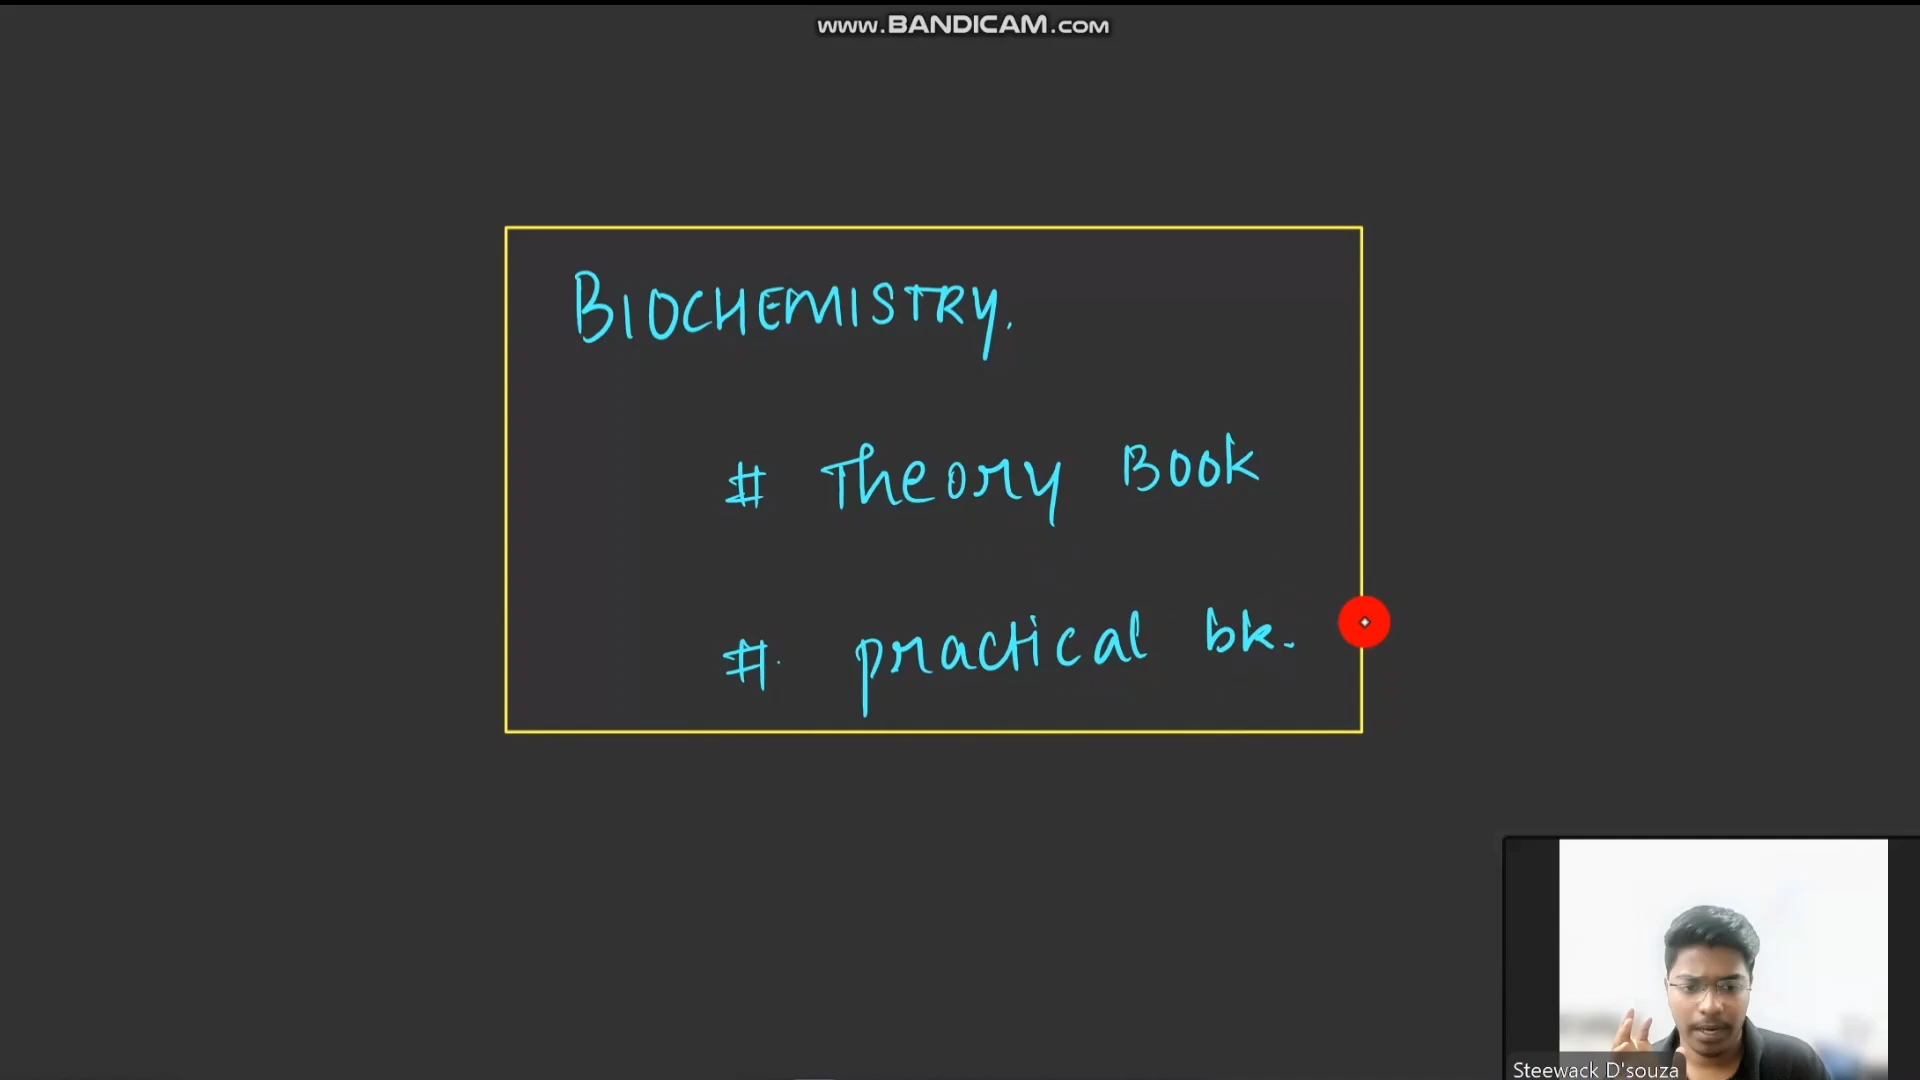 www.BANDICAM.com
BIOCHEMISTRY.
# Theory Book
#. practical bk.
Steewack D'souza